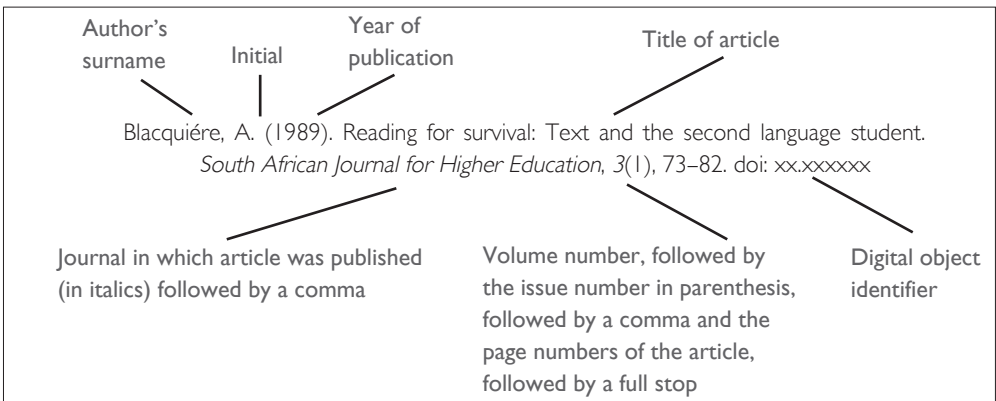 Author's
surname
Initial
Year of
publication
Title of article
Blacquiére, A. (1989). Reading for survival: Text and the second language student.
South African Journal for Higher Education, 3(1), 73–82. doi: xx.xxxxxx
Journal in which article was published
(in italics) followed by a comma
Volume number, followed by
the issue number in parenthesis,
followed by a comma and the
page numbers of the article,
followed by a full stop
Digital object
identifier